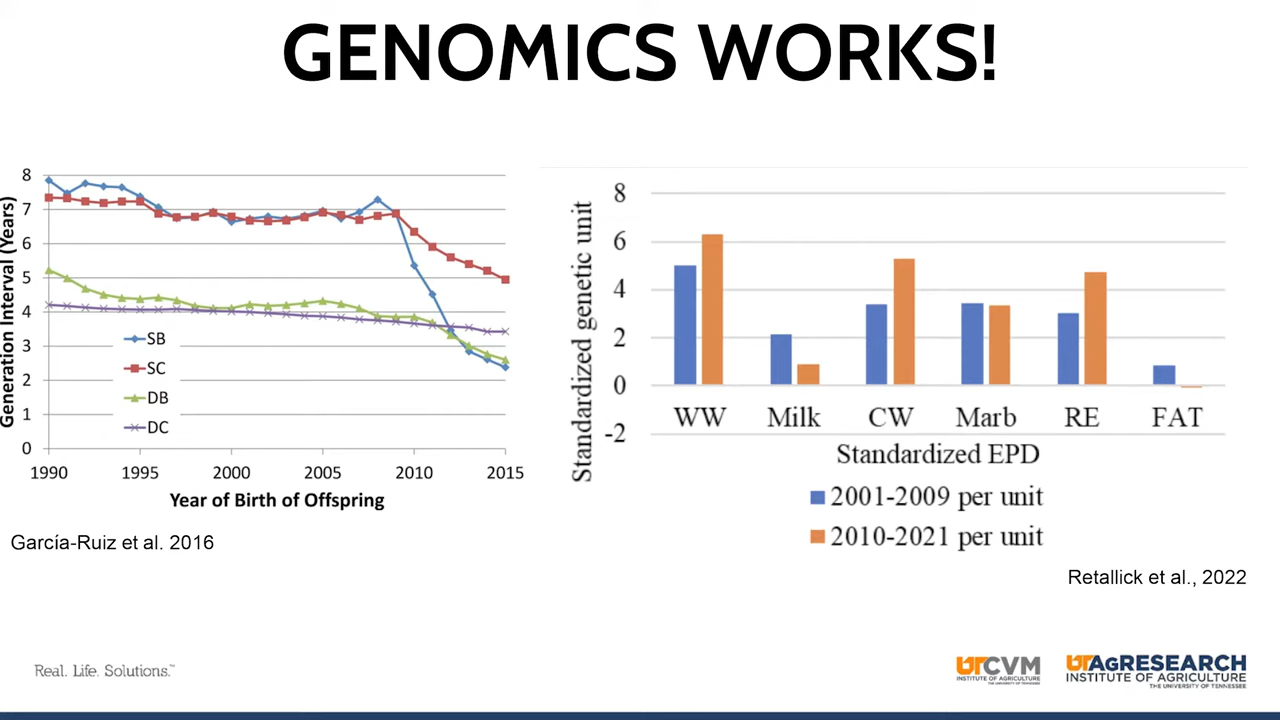 GENOMICS WORKS!
Generation Interval (Years)
8
7
6
5
4
3
2
1
0
SB
SC
DB
DC
1990 1995 2000 2005 2010 2015
Year of Birth of Offspring
García-Ruiz et al. 2016
Standardized genetic unit
8
6
4
2
0
-2
WW Milk CW Marb RE FAT
Standardized EPD
2001-2009 per unit
2010-2021 per unit
Retallick et al., 2022
Real. Life. Solutions.™
UTCVM
INSTITUTE OF AGRICULTURE
THE UNIVERSITY OF TENNESSEE
UTAGRESEARCH
INSTITUTE OF AGRICULTURE
THE UNIVERSITY OF TENNESSEE